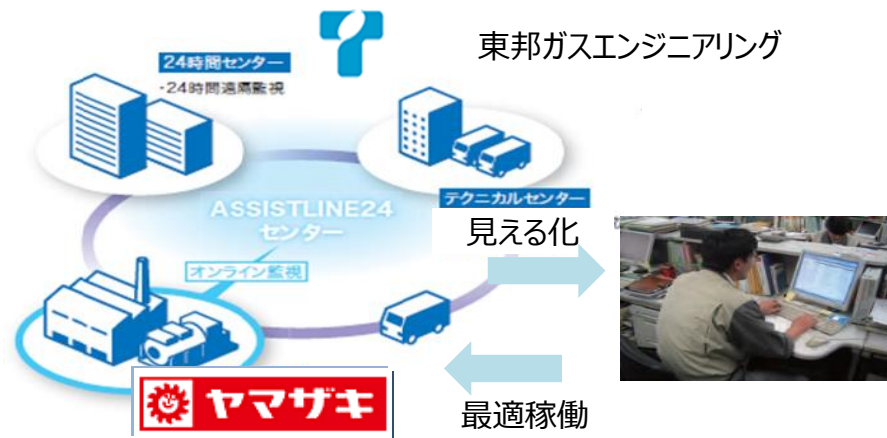 東邦ガスエンジニアリング
24時間センター
・24時間遠隔監視
テクニカルセンター
ASSISTLINE24
センター
見える化
オンライン監視
ヤマザキ
最適稼働